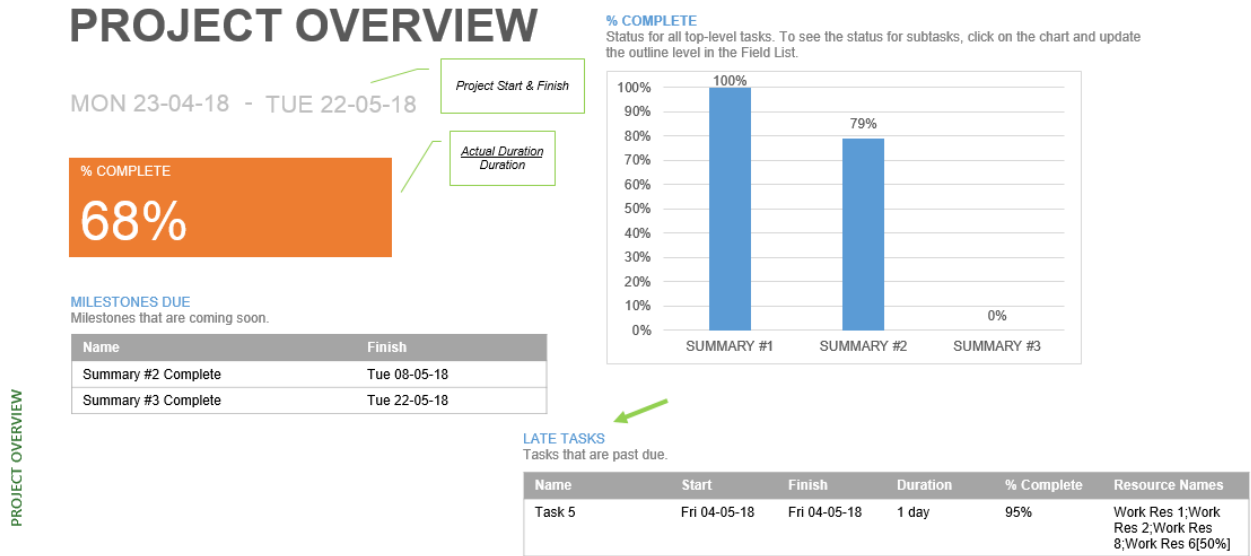 PROJECT OVERVIEW
MON 23-04-18 - TUE 22-05-18
Project Start & Finish
Actual Duration
Duration
% COMPLETE
68%
MILESTONES DUE
Milestones that are coming soon.
Name Finish
Summary #2 Complete Tue 08-05-18
Summary #3 Complete Tue 22-05-18
% COMPLETE
Status for all top-level tasks. To see the status for subtasks, click on the chart and update
the outline level in the Field List.
100%
90%
80%
70%
60%
50%
40%
30%
20%
10%
0%
100%
79%
0%
SUMMARY #1 SUMMARY #2 SUMMARY #3
LATE TASKS
Tasks that are past due.
Name Start Finish Duration % Complete Resource Names
Task 5 Fri 04-05-18 Fri 04-05-18 1 day 95% Work Res 1;Work
Res 2;Work Res
8;Work Res 6[50%]
PROJECT OVERVIEW